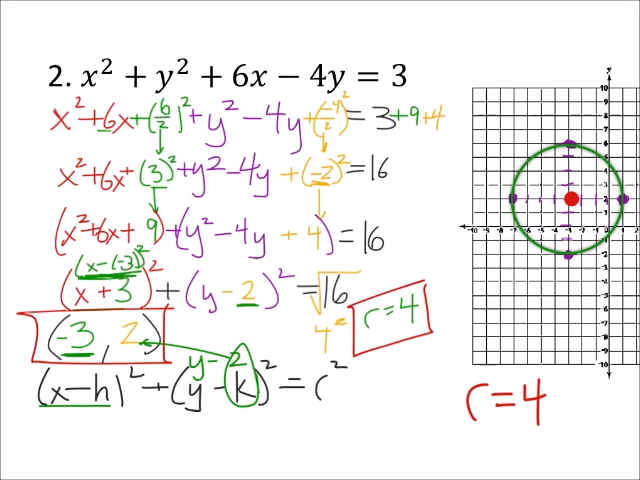 2. x² + y² + 6x − 4y = 3
x² + 6x + (6/2)² + y² − 4y + (−4/2)² = 3 + 9 + 4
x² + 6x + (3)² + y² − 4y + (−2)² = 16
(x² + 6x + 9) + (y² − 4y + 4) = 16
(x − (−3))²
(x + 3)² + (y − 2)² = √16
4²
r = 4
(−3, 2)
y − 2
(x − h)² + (y − k)² = r²
r = 4